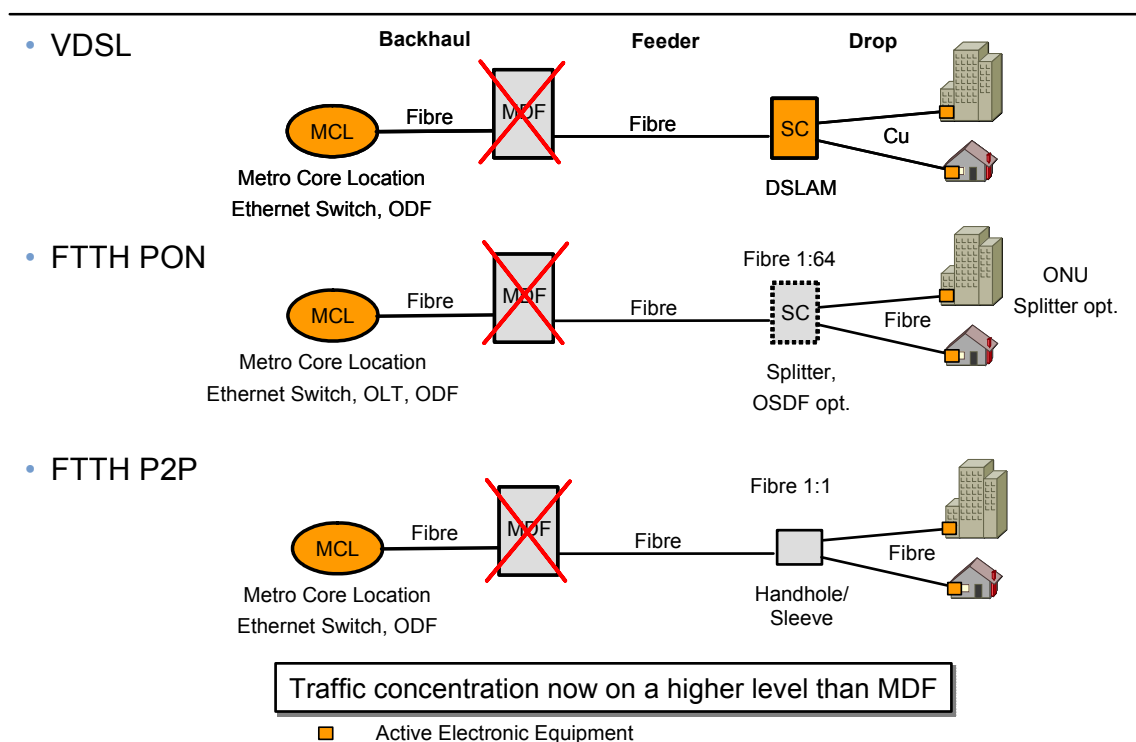 • VDSL
Backhaul
Feeder
Drop
MCL
Fibre
MDF
Fibre
SC
Cu
Metro Core Location
Ethernet Switch, ODF
DSLAM
• FTTH PON
Fibre 1:64
MCL
Fibre
MDF
Fibre
SC
Fibre
ONU
Splitter opt.
Metro Core Location
Ethernet Switch, OLT, ODF
Splitter,
OSDF opt.
• FTTH P2P
Fibre 1:1
MCL
Fibre
MDF
Fibre
Fibre
Metro Core Location
Ethernet Switch, ODF
Handhole/
Sleeve
Traffic concentration now on a higher level than MDF
Active Electronic Equipment